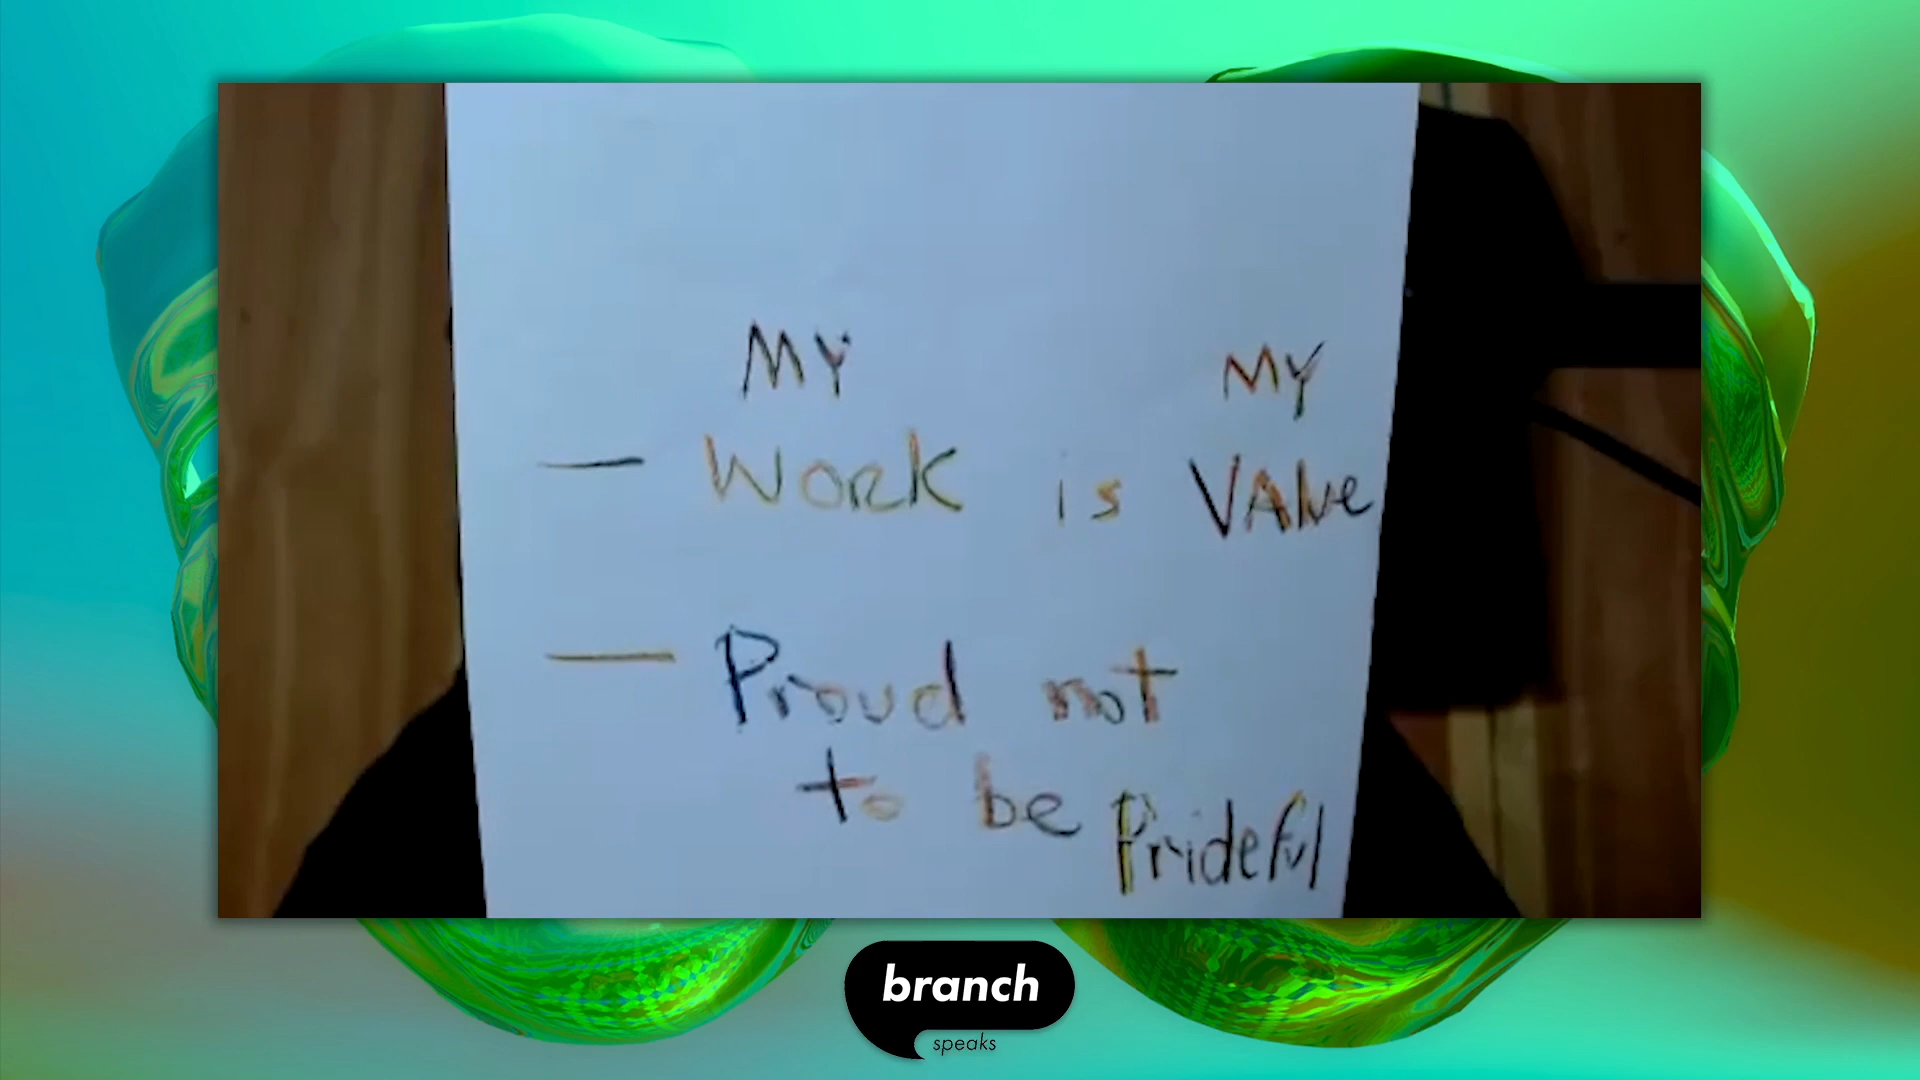 MY MY
— Work is VAlue
— Proud not
to be Prideful
branch
speaks